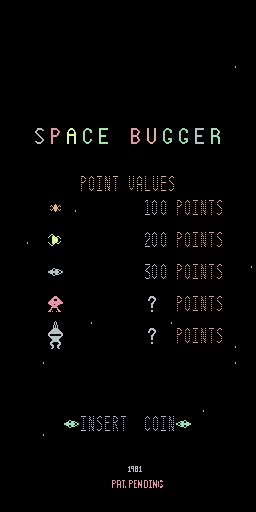 SPACE BUGGER
POINT VALUES
100 POINTS
200 POINTS
300 POINTS
? POINTS
? POINTS
INSERT COIN
1981
PAT. PENDING